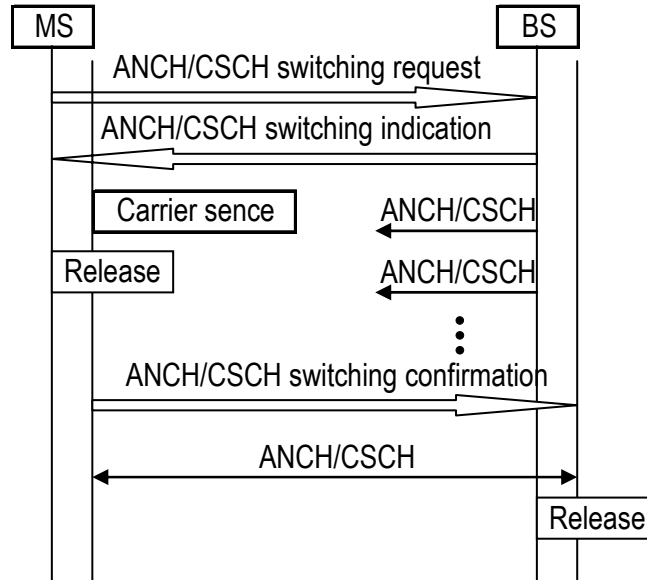 MS BS
ANCH/CSCH switching request
ANCH/CSCH switching indication
Carrier sence ANCH/CSCH
Release ANCH/CSCH
ANCH/CSCH switching confirmation
ANCH/CSCH
Release